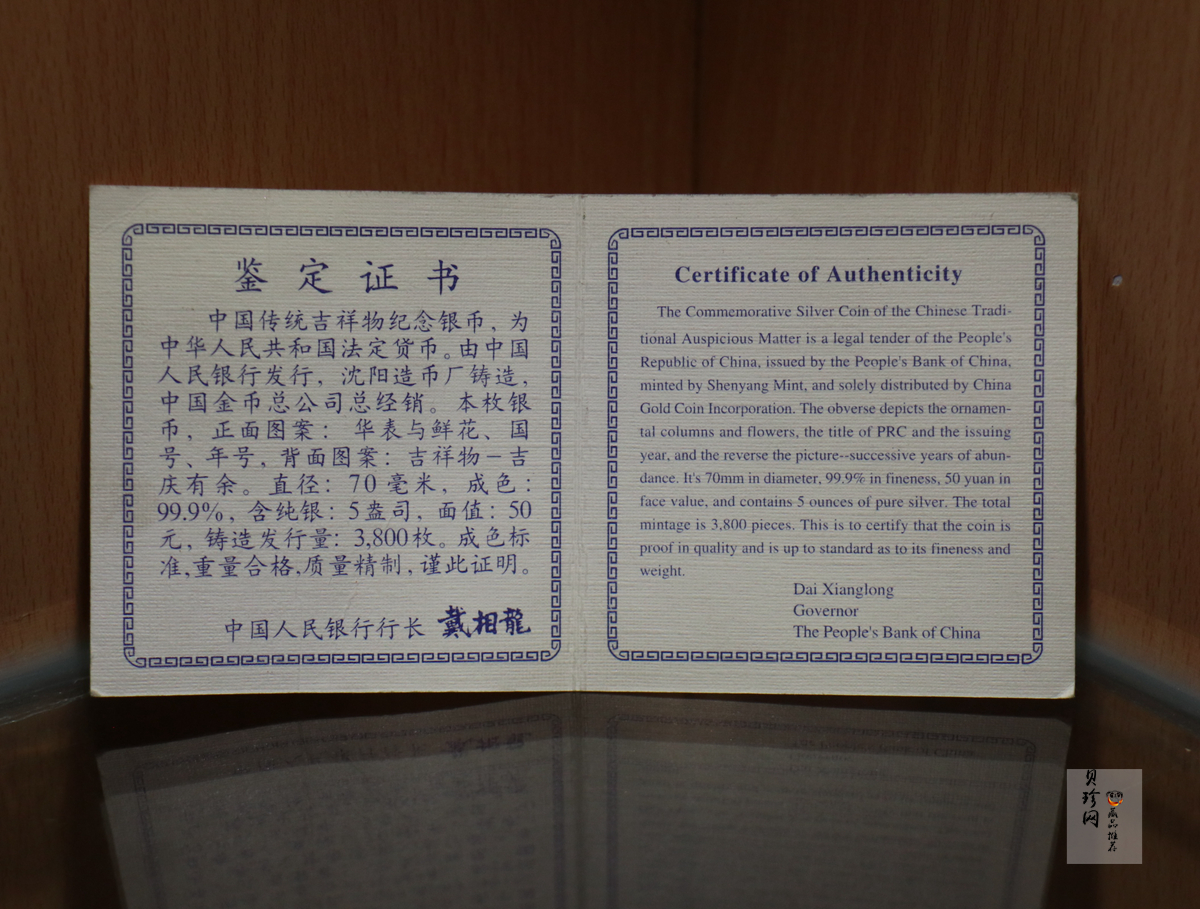 鉴定证书
中国传统吉祥物纪念银币，为
中华人民共和国法定货币。由中国
人民银行发行，沈阳造币厂铸造，
中国金币总公司总经销。本枚银
币，正面图案：华表与鲜花、国
号、年号，背面图案：吉祥物－吉
庆有余。直径：70毫米，成色：
99.9%，含纯银：5盎司，面值：50
元，铸造发行量：3,800枚。成色标
准,重量合格,质量精制，谨此证明。
中国人民银行行长 戴相龍
Certificate of Authenticity
The Commemorative Silver Coin of the Chinese Tradi-
tional Auspicious Matter is a legal tender of the People's
Republic of China, issued by the People's Bank of China,
minted by Shenyang Mint, and solely distributed by China
Gold Coin Incorporation. The obverse depicts the ornamen-
tal columns and flowers, the title of PRC and the issuing
year, and the reverse the picture--successive years of abun-
dance. It's 70mm in diameter, 99.9% in fineness, 50 yuan in
face value, and contains 5 ounces of pure silver. The total
mintage is 3,800 pieces. This is to certify that the coin is
proof in quality and is up to standard as to its fineness and
weight.
Dai Xianglong
Governor
The People's Bank of China
贝珍网
藏品推荐